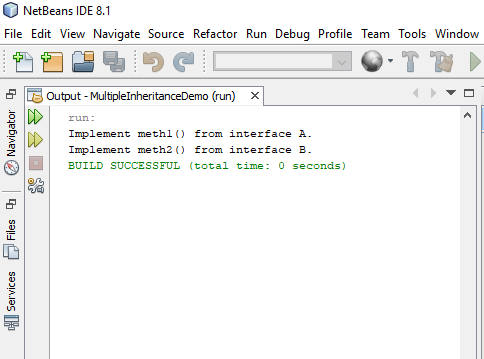 NetBeans IDE 8.1
File Edit View Navigate Source Refactor Run Debug Profile Team Tools Window
Output - MultipleInheritanceDemo (run)
run:
Implement meth1() from interface A.
Implement meth2() from interface B.
BUILD SUCCESSFUL (total time: 0 seconds)
Navigator
Files
Services